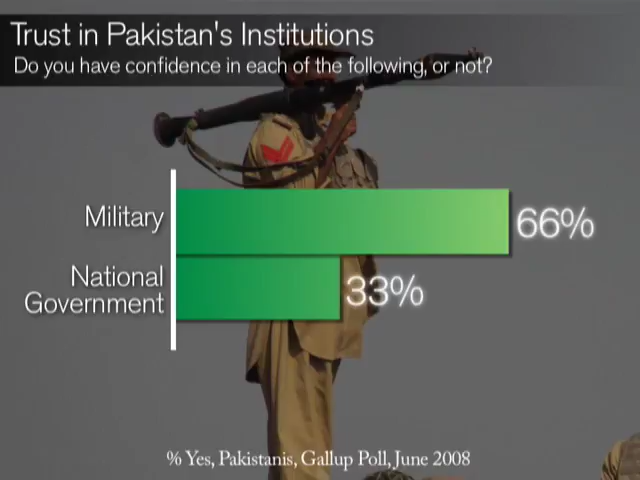 Trust in Pakistan's Institutions
Do you have confidence in each of the following, or not?
Military
66%
National
Government
33%
% Yes, Pakistanis, Gallup Poll, June 2008